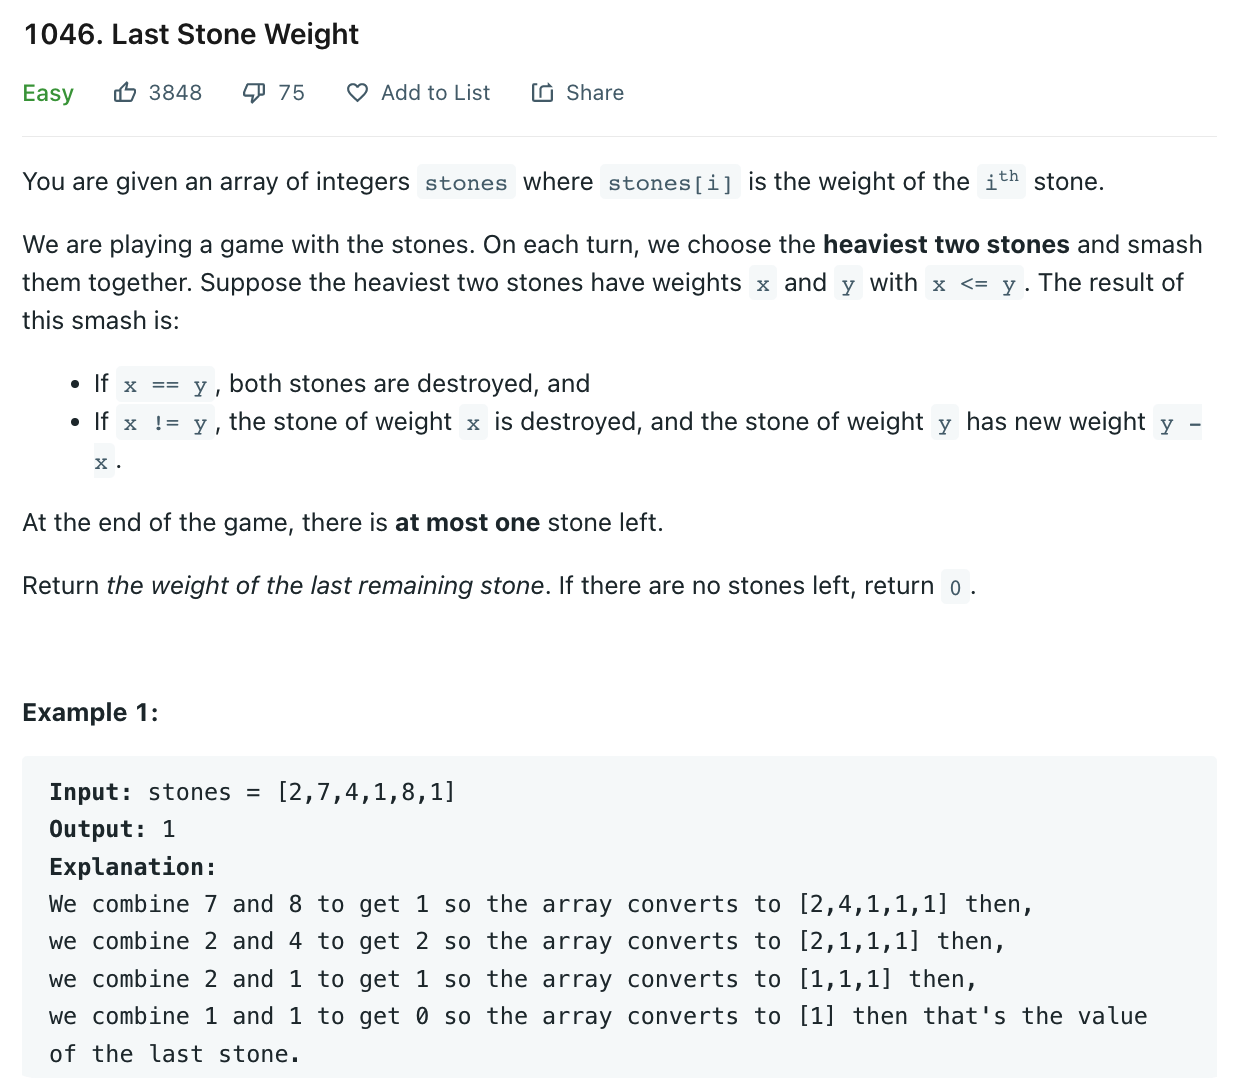 1046. Last Stone Weight
Easy 3848 75 Add to List Share
You are given an array of integers stones where stones[i] is the weight of the ith stone.
We are playing a game with the stones. On each turn, we choose the heaviest two stones and smash
them together. Suppose the heaviest two stones have weights x and y with x <= y. The result of
this smash is:
• If x == y, both stones are destroyed, and
• If x != y, the stone of weight x is destroyed, and the stone of weight y has new weight y -
x.
At the end of the game, there is at most one stone left.
Return the weight of the last remaining stone. If there are no stones left, return 0.
Example 1:
Input: stones = [2,7,4,1,8,1]
Output: 1
Explanation:
We combine 7 and 8 to get 1 so the array converts to [2,4,1,1,1] then,
we combine 2 and 4 to get 2 so the array converts to [2,1,1,1] then,
we combine 2 and 1 to get 1 so the array converts to [1,1,1] then,
we combine 1 and 1 to get 0 so the array converts to [1] then that's the value
of the last stone.